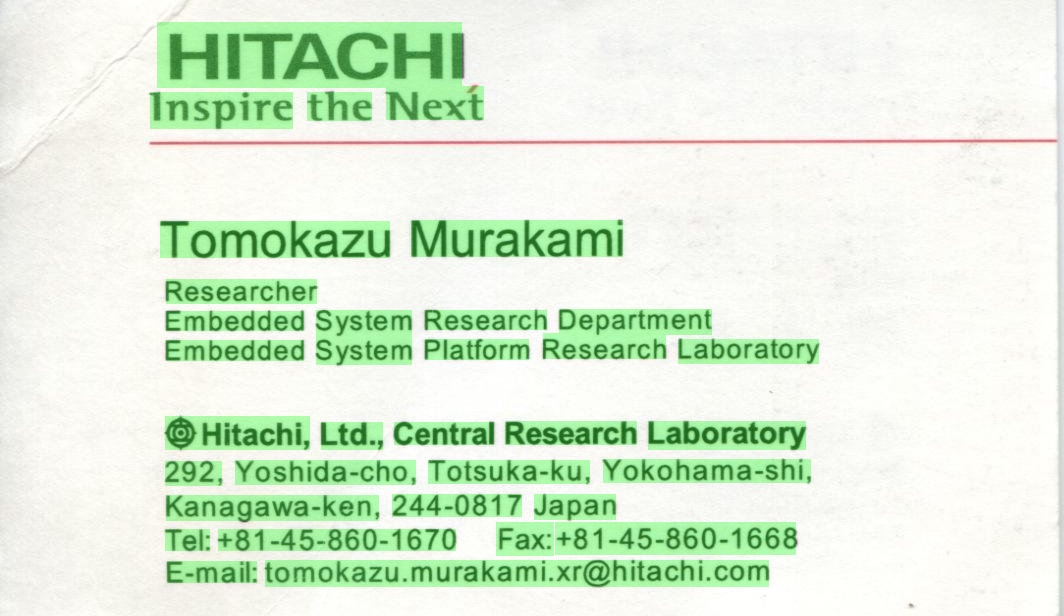 HITACHI
Inspire the Next
Tomokazu Murakami
Researcher
Embedded System Research Department
Embedded System Platform Research Laboratory
Hitachi, Ltd., Central Research Laboratory
292, Yoshida-cho, Totsuka-ku, Yokohama-shi,
Kanagawa-ken, 244-0817 Japan
Tel: +81-45-860-1670 Fax: +81-45-860-1668
E-mail: tomokazu.murakami.xr@hitachi.com